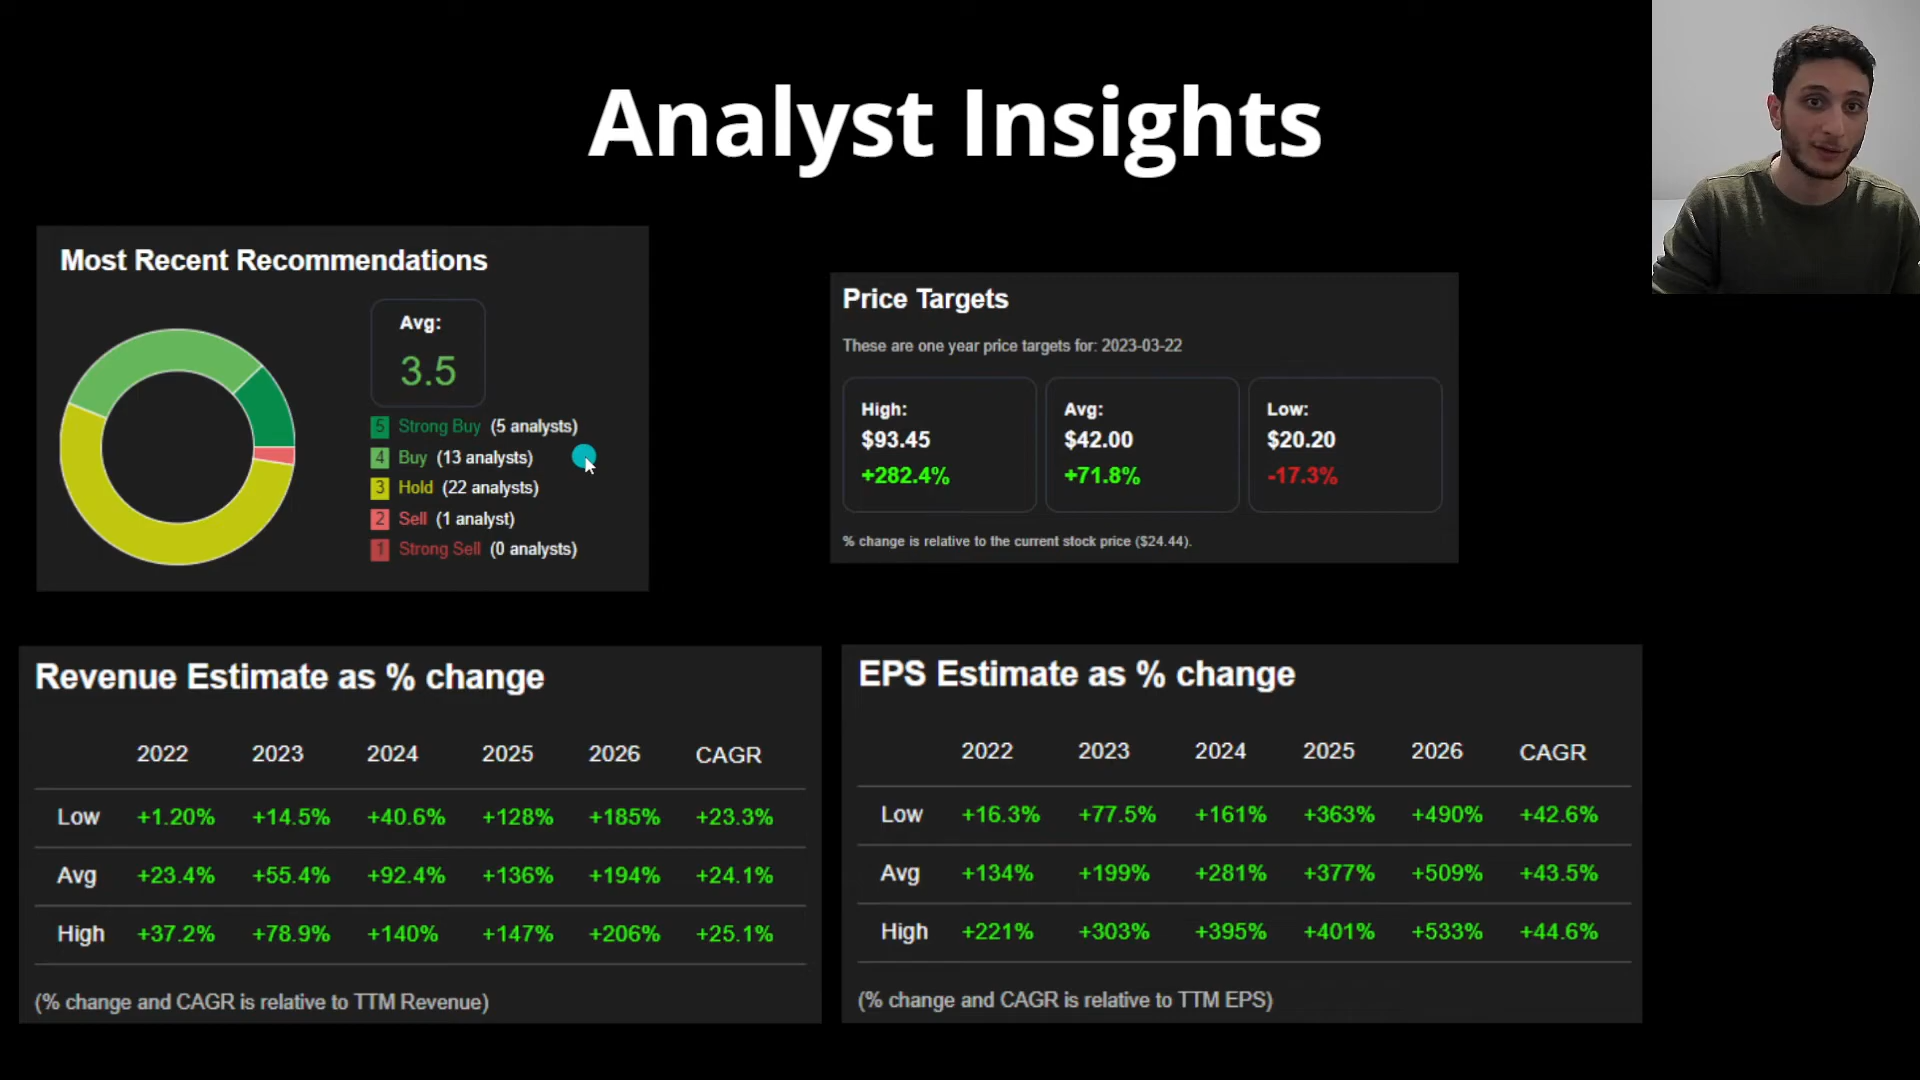 Analyst Insights
Most Recent Recommendations
Avg:
3.5
5 Strong Buy (5 analysts)
4 Buy (13 analysts)
3 Hold (22 analysts)
2 Sell (1 analyst)
1 Strong Sell (0 analysts)
Price Targets
These are one year price targets for: 2023-03-22
High: Avg: Low:
$93.45 $42.00 $20.20
+282.4% +71.8% -17.3%
% change is relative to the current stock price ($24.44).
Revenue Estimate as % change
2022 2023 2024 2025 2026 CAGR
Low +1.20% +14.5% +40.6% +128% +185% +23.3%
Avg +23.4% +55.4% +92.4% +136% +194% +24.1%
High +37.2% +78.9% +140% +147% +206% +25.1%
(% change and CAGR is relative to TTM Revenue)
EPS Estimate as % change
2022 2023 2024 2025 2026 CAGR
Low +16.3% +77.5% +161% +363% +490% +42.6%
Avg +134% +199% +281% +377% +509% +43.5%
High +221% +303% +395% +401% +533% +44.6%
(% change and CAGR is relative to TTM EPS)